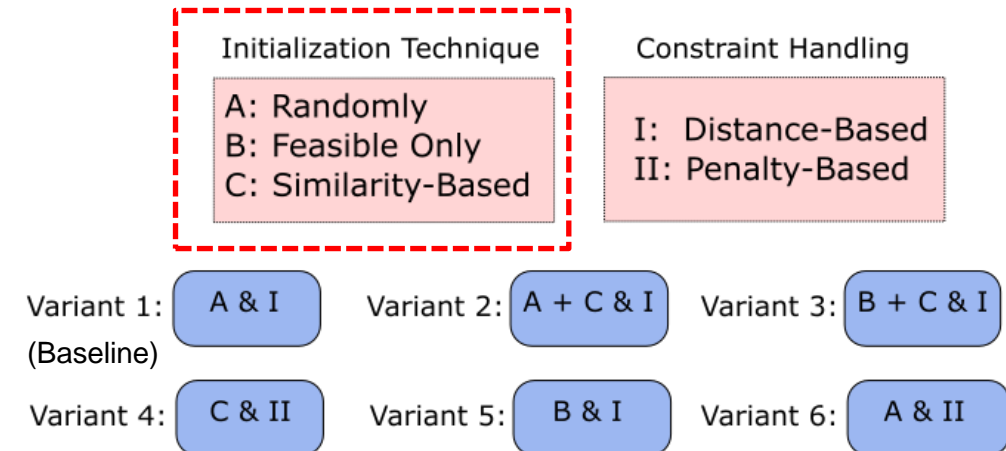 Initialization Technique
Constraint Handling
A: Randomly
B: Feasible Only
C: Similarity-Based
I: Distance-Based
II: Penalty-Based
Variant 1: A & I
Variant 2: A + C & I
Variant 3: B + C & I
(Baseline)
Variant 4: C & II
Variant 5: B & I
Variant 6: A & II